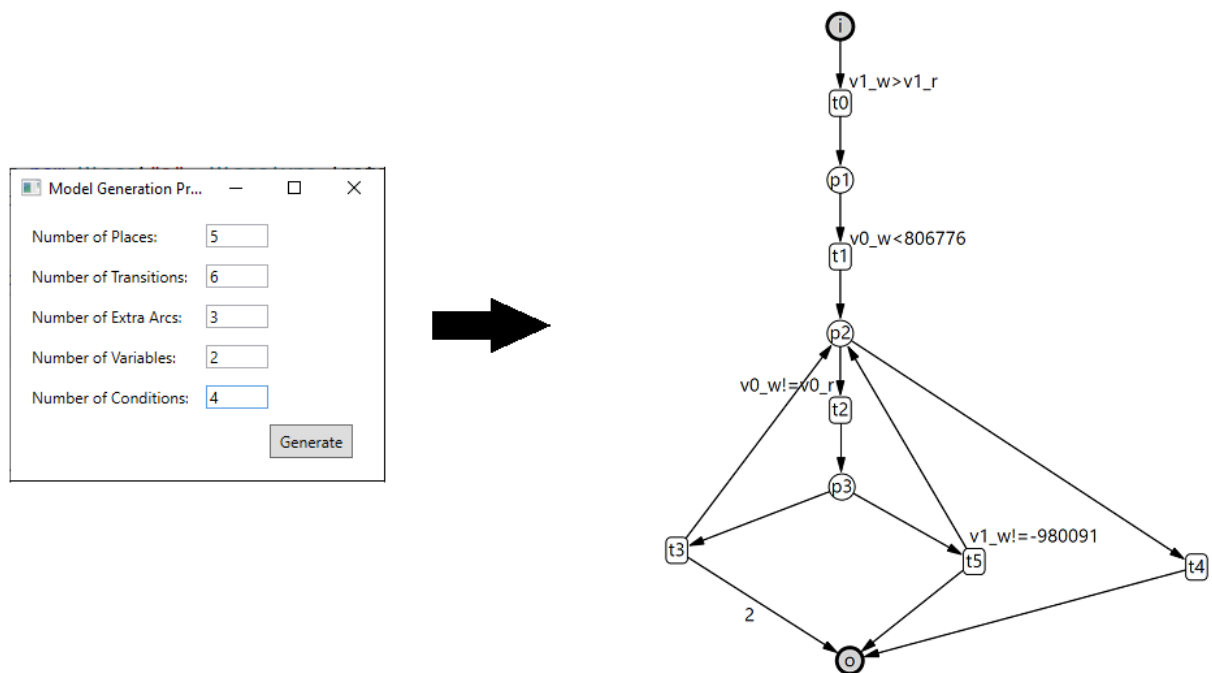 Model Generation Pr...
Number of Places: 5
Number of Transitions: 6
Number of Extra Arcs: 3
Number of Variables: 2
Number of Conditions: 4
Generate
i
v1_w>v1_r
t0
p1
v0_w<806776
t1
p2
v0_w!=v0_r
t2
p3
v1_w!=-980091
t3
t5
t4
2
o